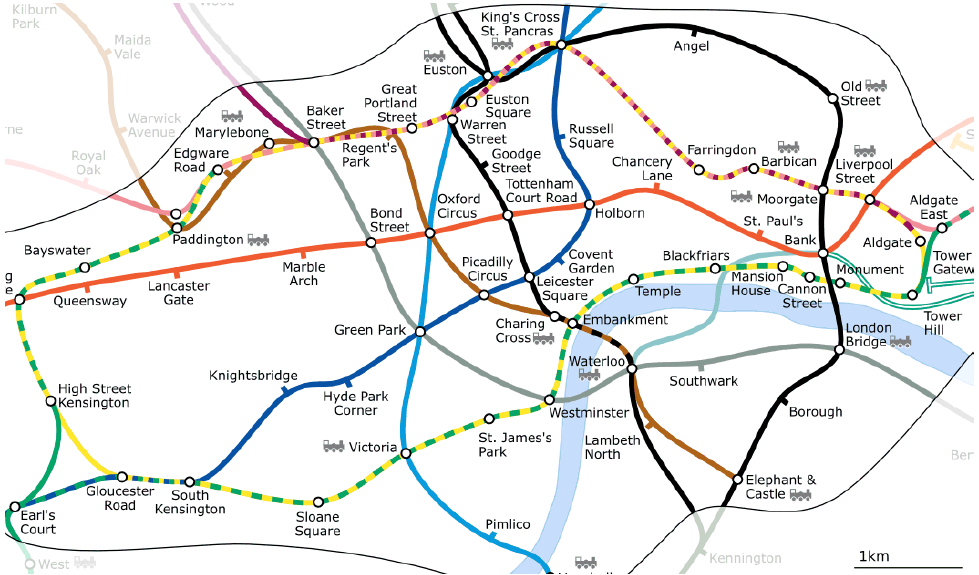 Kilburn
Park
Maida
Vale
King's Cross
St. Pancras
Angel
Euston
Old
Street
Great
Portland
Street
Euston
Square
Baker
Street
Marylebone
Warwick
Avenue
Warren
Street
Russell
Square
Regent's
Park
Royal
Oak
Edgware
Road
Goodge
Street
Chancery
Lane
Farringdon
Barbican
Liverpool
Street
Tottenham
Court Road
Moorgate
Aldgate
East
Oxford
Circus
Holborn
St. Paul's
Bond
Street
Paddington
Bank
Aldgate
Bayswater
Marble
Arch
Picadilly
Circus
Covent
Garden
Blackfriars
Monument
Tower
Gatew
Queensway
Lancaster
Gate
Leicester
Square
Temple
Mansion
House
Cannon
Street
Tower
Hill
Green Park
Charing
Cross
Embankment
London
Bridge
Waterloo
Knightsbridge
Hyde Park
Corner
Southwark
High Street
Kensington
Westminster
Borough
St. James's
Park
Lambeth
North
Victoria
Ber
Gloucester
Road
South
Kensington
Elephant &
Castle
Sloane
Square
Earl's
Court
Pimlico
Kennington
1km
West